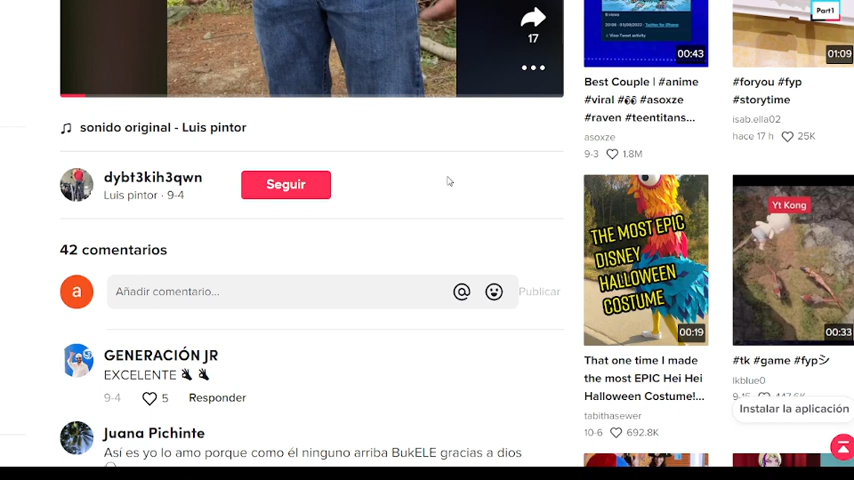 17
sonido original - Luis pintor
dybt3kih3qwn
Luis pintor · 9-4
Seguir
42 comentarios
a
Añadir comentario...
@
Publicar
GENERACIÓN JR
EXCELENTE
9-4
5
Responder
Juana Pichinte
Así es yo lo amo porque como él ninguno arriba BukELE gracias a dios
00:43
Best Couple | #anime
#viral #👀 #asoxze
#raven #teentitans...
asoxze
9-3
1.8M
Part1
01:09
#foryou #fyp
#storytime
isab.ella02
hace 17 h
25K
THE MOST EPIC
DISNEY
HALLOWEEN
COSTUME
00:19
That one time I made
the most EPIC Hei Hei
Halloween Costume!...
tabithasewer
10-6
692.8K
Yt Kong
00:33
#tk #game #fypシ
lkblue0
Instalar la aplicación